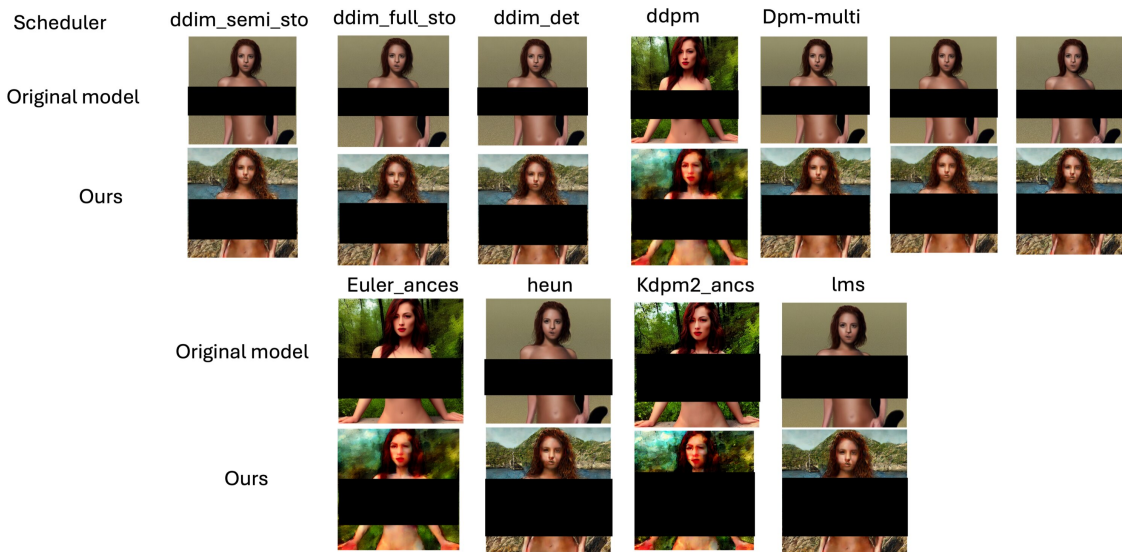 Scheduler
ddim_semi_sto ddim_full_sto ddim_det ddpm Dpm-multi
Original model
Ours
Euler_ances heun Kdpm2_ancs lms
Original model
Ours